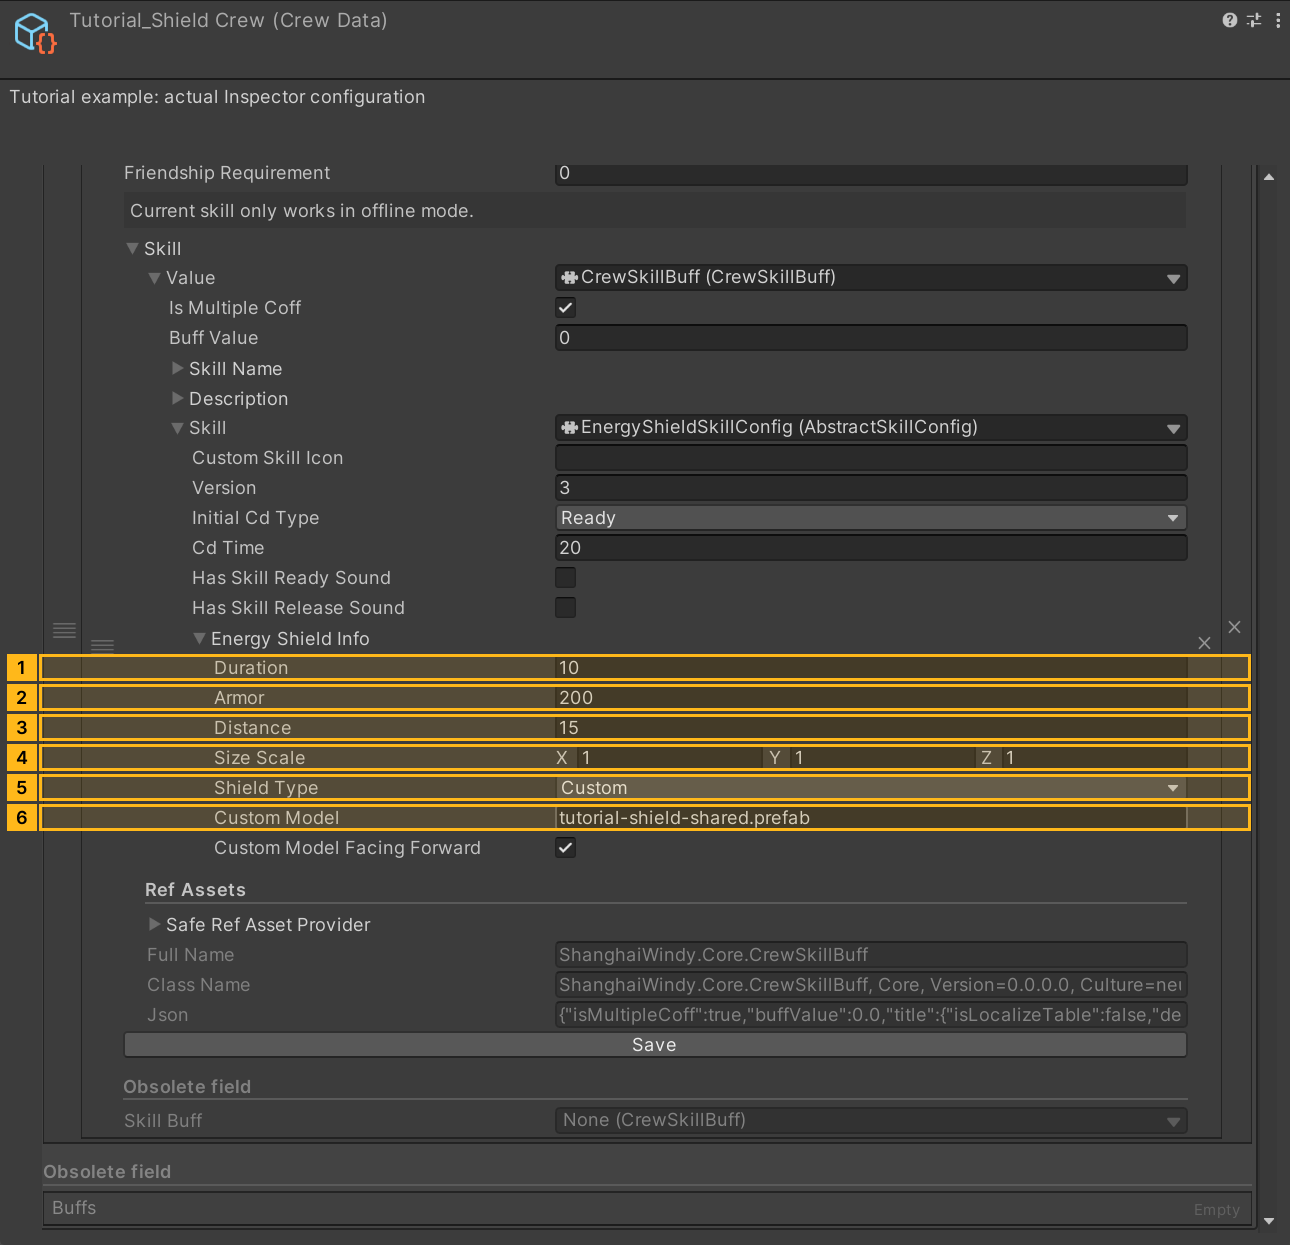 Tutorial_Shield Crew (Crew Data)
Tutorial example: actual Inspector configuration
Friendship Requirement 0
Current skill only works in offline mode.
Skill
Value CrewSkillBuff (CrewSkillBuff)
Is Multiple Coff
Buff Value 0
Skill Name
Description
Skill EnergyShieldSkillConfig (AbstractSkillConfig)
Custom Skill Icon
Version 3
Initial Cd Type Ready
Cd Time 20
Has Skill Ready Sound
Has Skill Release Sound
Energy Shield Info
1 Duration 10
2 Armor 200
3 Distance 15
4 Size Scale X 1 Y 1 Z 1
5 Shield Type Custom
6 Custom Model tutorial-shield-shared.prefab
Custom Model Facing Forward
Ref Assets
Safe Ref Asset Provider
Full Name ShanghaiWindy.Core.CrewSkillBuff
Class Name ShanghaiWindy.Core.CrewSkillBuff, Core, Version=0.0.0.0, Culture=neu
Json {"isMultipleCoff":true,"buffValue":0.0,"title":{"isLocalizeTable":false,"de
Save
Obsolete field
Skill Buff None (CrewSkillBuff)
Obsolete field
Buffs Empty